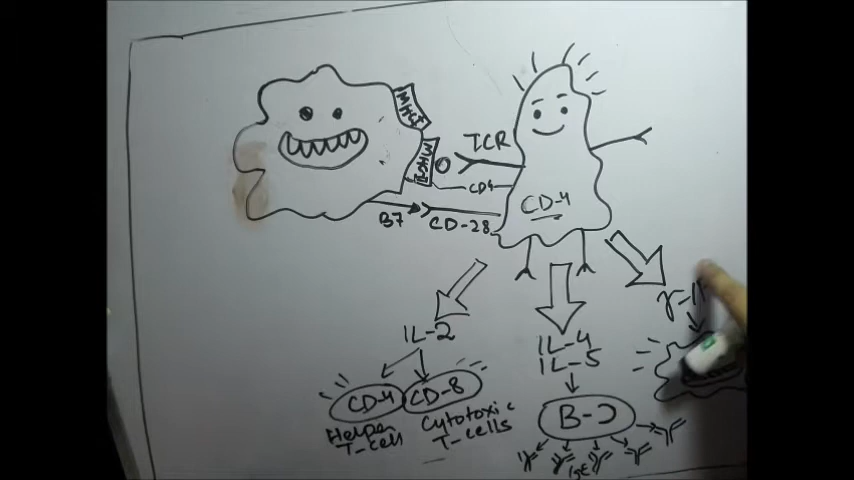 MHC I
MHC II
TCR
CD4
B7
CD-28
CD-4
IL-2
IL-4
IL-5
CD-4
CD-8
Helper
T-cell
Cytotoxic
T-cells
IgE